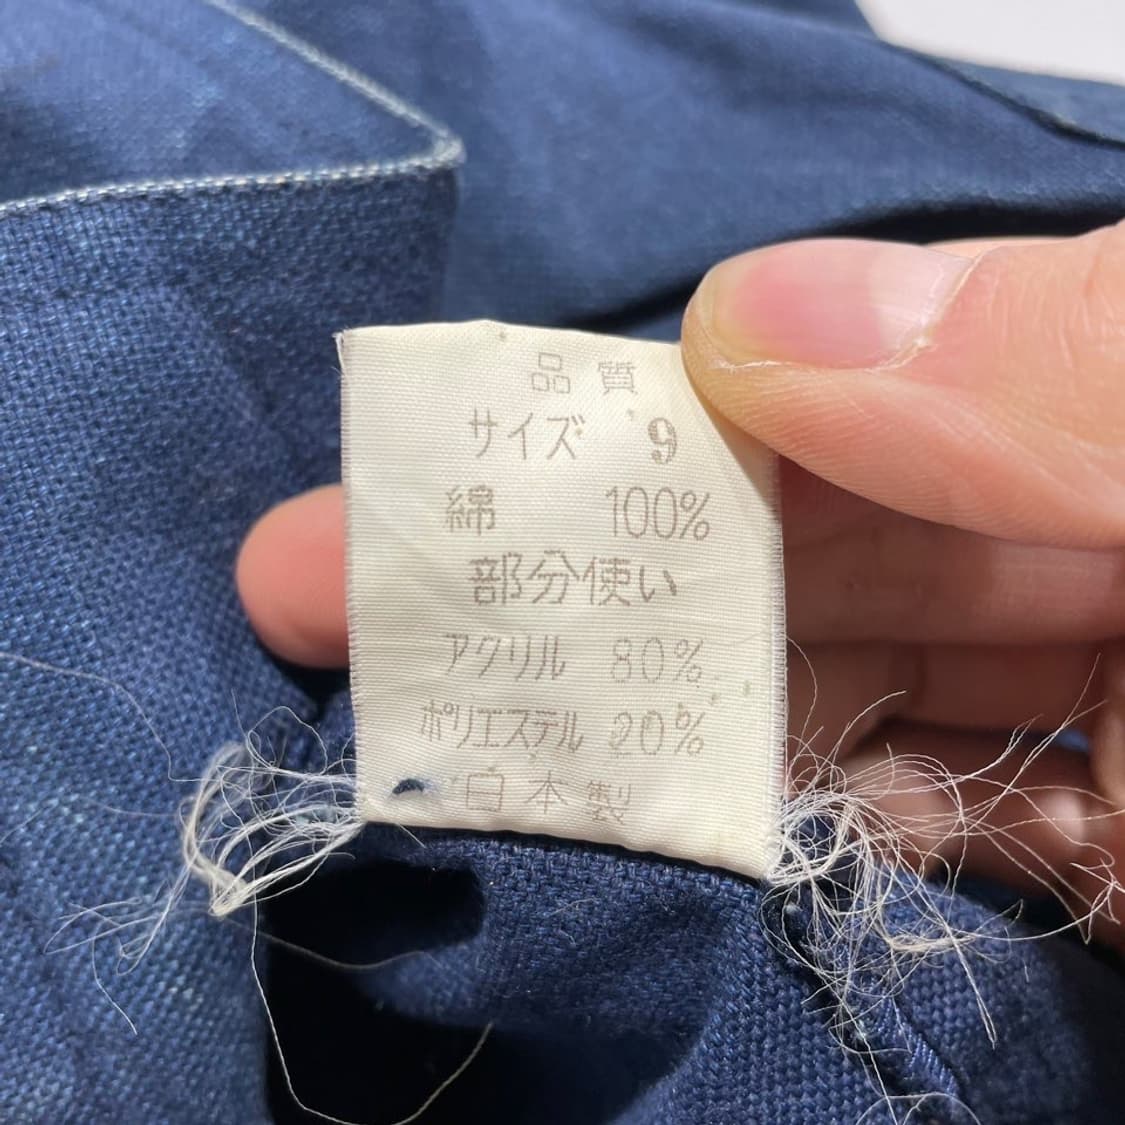 品質
サイズ 9
綿 100%
部分使い
アクリル 80%
ポリエステル 20%
日本製